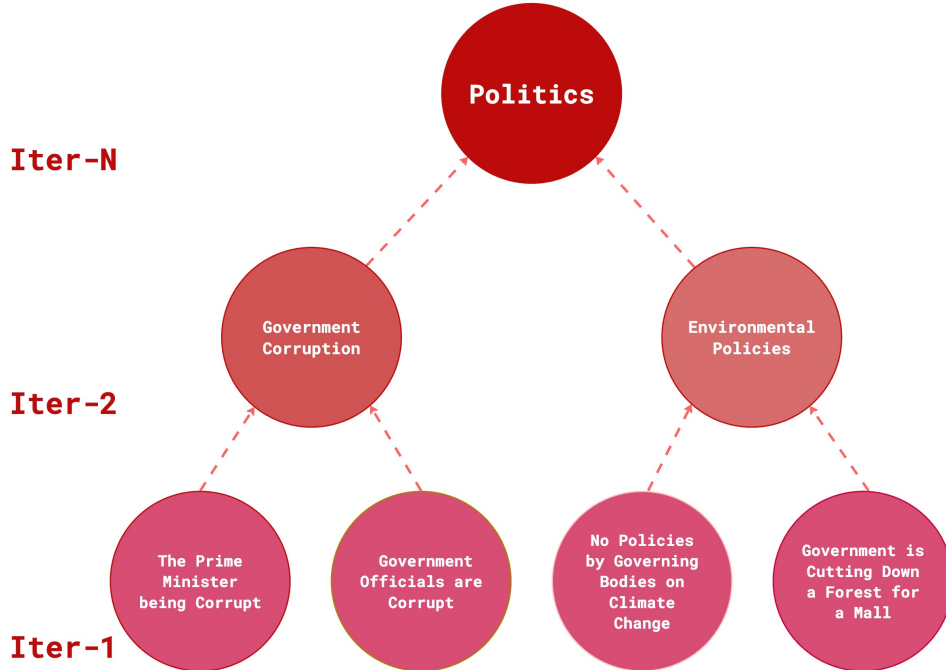 Politics
Iter-N
Government
Corruption
Environmental
Policies
Iter-2
The Prime
Minister
being Corrupt
Government
Officials are
Corrupt
No Policies
by Governing
Bodies on
Climate
Change
Government is
Cutting Down
a Forest for
a Mall
Iter-1